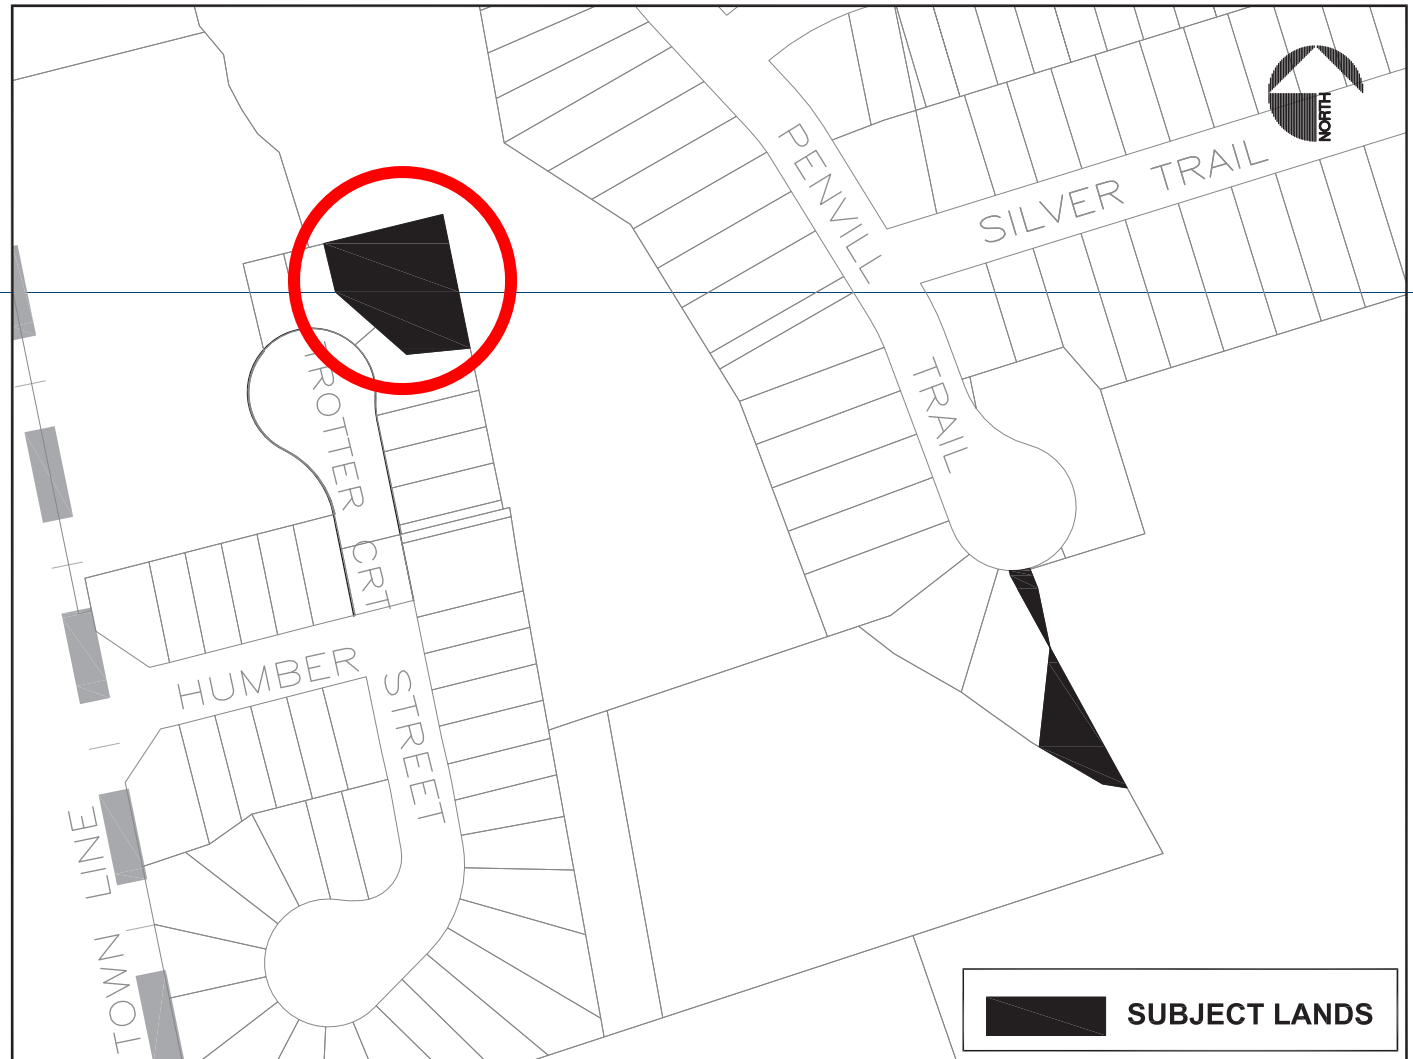 NORTH
PENVILL
TRAIL
SILVER TRAIL
TROTTER CRT
HUMBER
STREET
TOWN LINE
SUBJECT LANDS